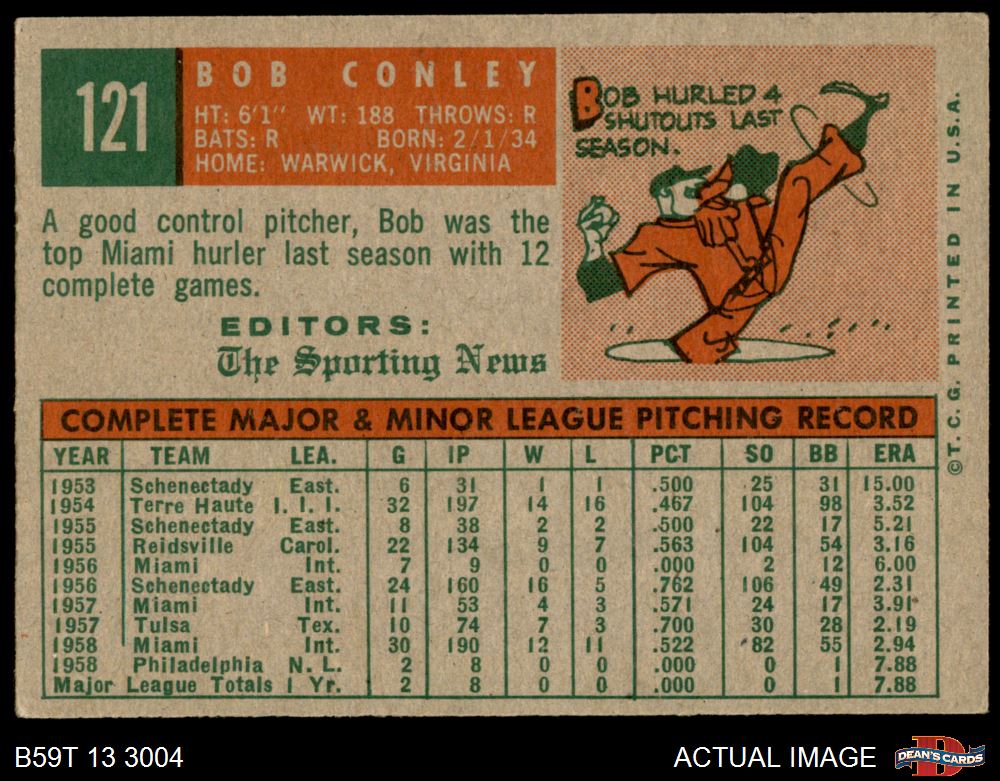 121
BOB CONLEY
HT: 6'1" WT: 188 THROWS: R
BATS: R BORN: 2/1/34
HOME: WARWICK, VIRGINIA
A good control pitcher, Bob was the
top Miami hurler last season with 12
complete games.
EDITORS:
The Sporting News
BOB HURLED 4
SHUTOUTS LAST
SEASON.
©T.C.G. PRINTED IN U.S.A.
COMPLETE MAJOR & MINOR LEAGUE PITCHING RECORD
YEAR TEAM LEA. G IP W L PCT SO BB ERA
1953 Schenectady East. 6 31 1 1 .500 25 31 15.00
1954 Terre Haute I. I. I. 32 197 14 16 .467 104 98 3.52
1955 Schenectady East. 8 38 2 2 .500 22 17 5.21
1955 Reidsville Carol. 22 134 9 7 .563 104 54 3.16
1956 Miami Int. 7 9 0 0 .000 2 12 6.00
1956 Schenectady East. 24 160 16 5 .762 106 49 2.31
1957 Miami Int. 11 53 4 3 .571 24 17 3.91
1957 Tulsa Tex. 10 74 7 3 .700 30 28 2.19
1958 Miami Int. 30 190 12 11 .522 82 55 2.94
1958 Philadelphia N. L. 2 8 0 0 .000 0 1 7.88
Major League Totals 1 Yr. 2 8 0 0 .000 0 1 7.88
B59T 13 3004
ACTUAL IMAGE
D
DEAN'S CARDS